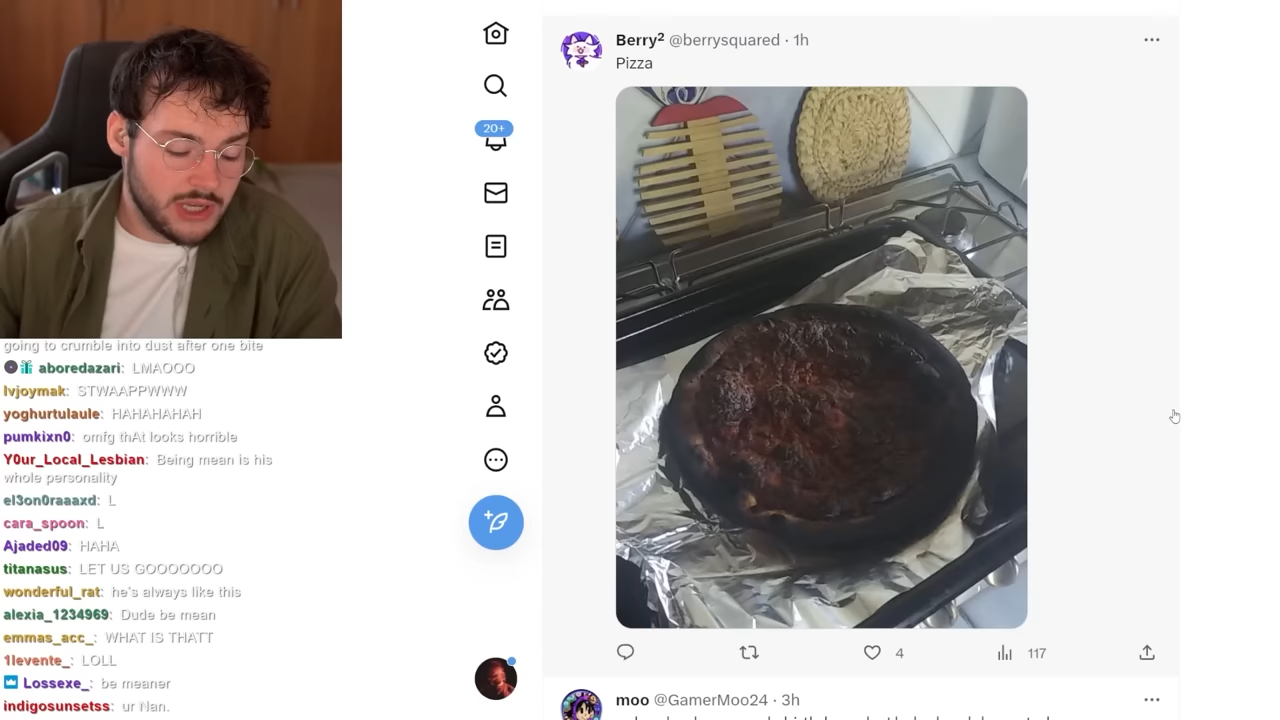 going to crumble into dust after one bite
aboredazari: LMAOOO
lvjoymak: STWAAPPWWW
yoghurtulaule: HAHAHAHAH
pumkixn0: omfg thAt looks horrible
Y0ur_Local_Lesbian: Being mean is his
whole personality
el3on0raaaxd: L
cara_spoon: L
Ajaded09: HAHA
titanasus: LET US GOOOOOOO
wonderful_rat: he's always like this
alexia_1234969: Dude be mean
emmas_acc_: WHAT IS THATT
1levente_: LOLL
Lossexe_: be meaner
indigosunsetss: ur Nan.
20+
Berry² @berrysquared · 1h
Pizza
4
117
moo @GamerMoo24 · 3h